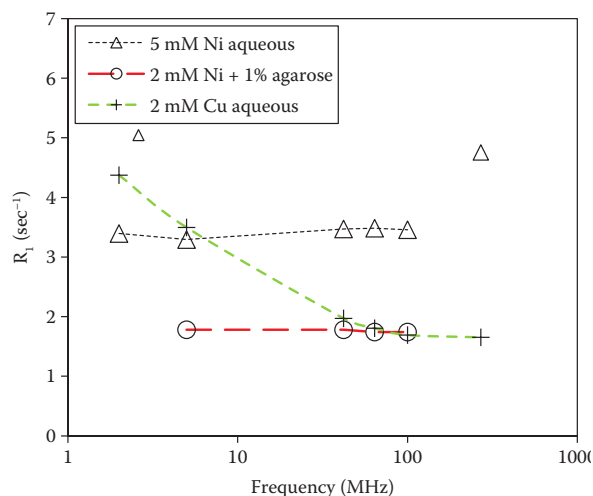 7
6
5
4
3
2
1
0
R₁ (sec⁻¹)
5 mM Ni aqueous
2 mM Ni + 1% agarose
2 mM Cu aqueous
1
10
100
1000
Frequency (MHz)